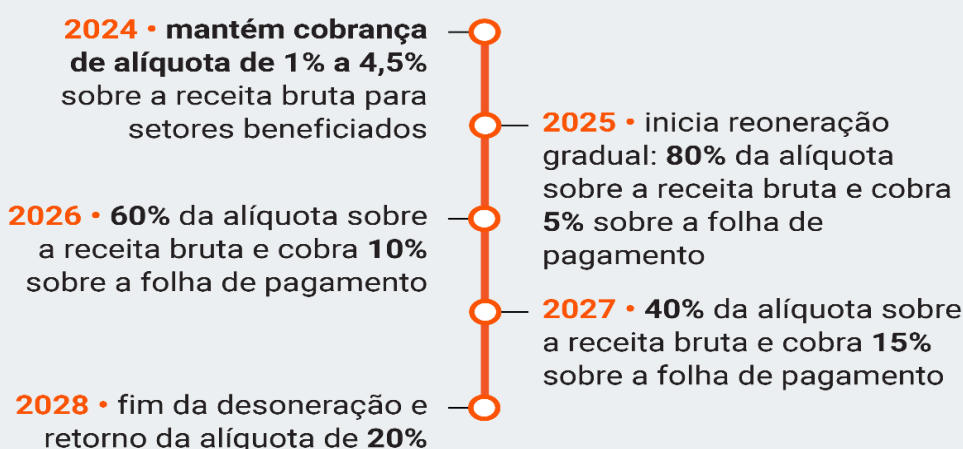 2024 • mantém cobrança
de alíquota de 1% a 4,5%
sobre a receita bruta para
setores beneficiados
2025 • inicia reoneração
gradual: 80% da alíquota
sobre a receita bruta e cobra
5% sobre a folha de
pagamento
2026 • 60% da alíquota sobre
a receita bruta e cobra 10%
sobre a folha de pagamento
2027 • 40% da alíquota sobre
a receita bruta e cobra 15%
sobre a folha de pagamento
2028 • fim da desoneração e
retorno da alíquota de 20%